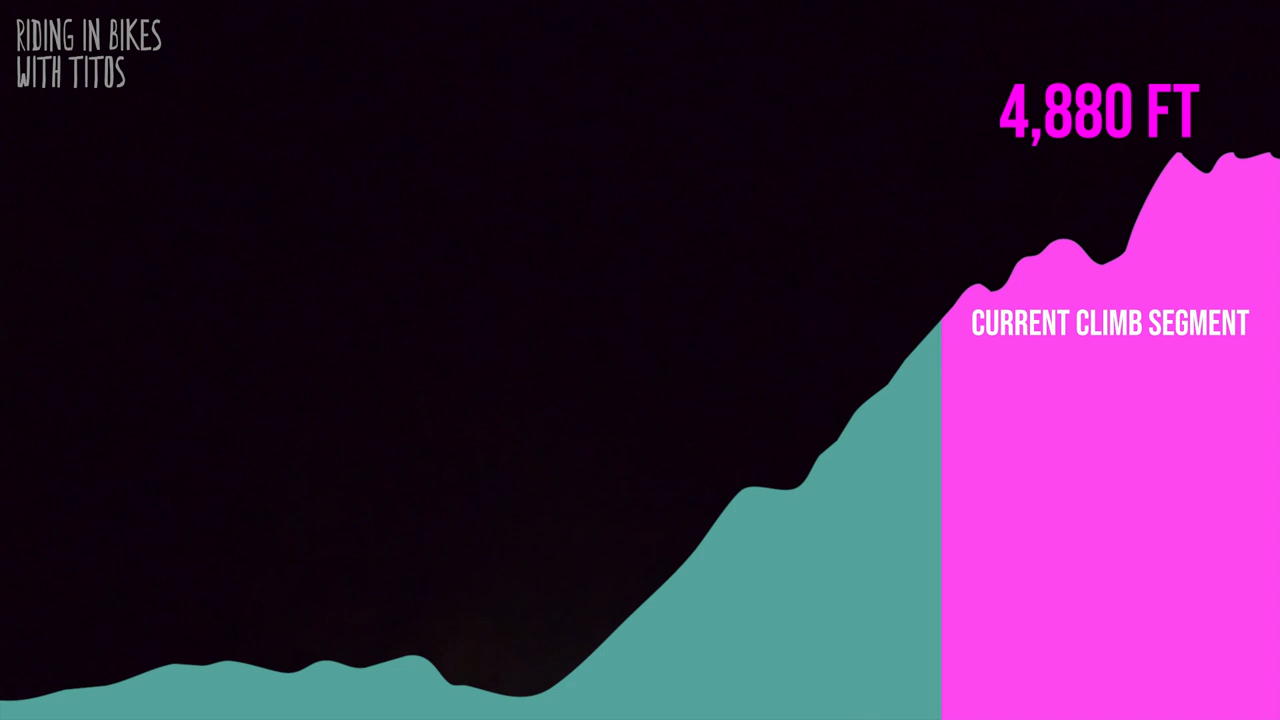 RIDING IN BIKES
WITH TITOS
4,880 FT
CURRENT CLIMB SEGMENT